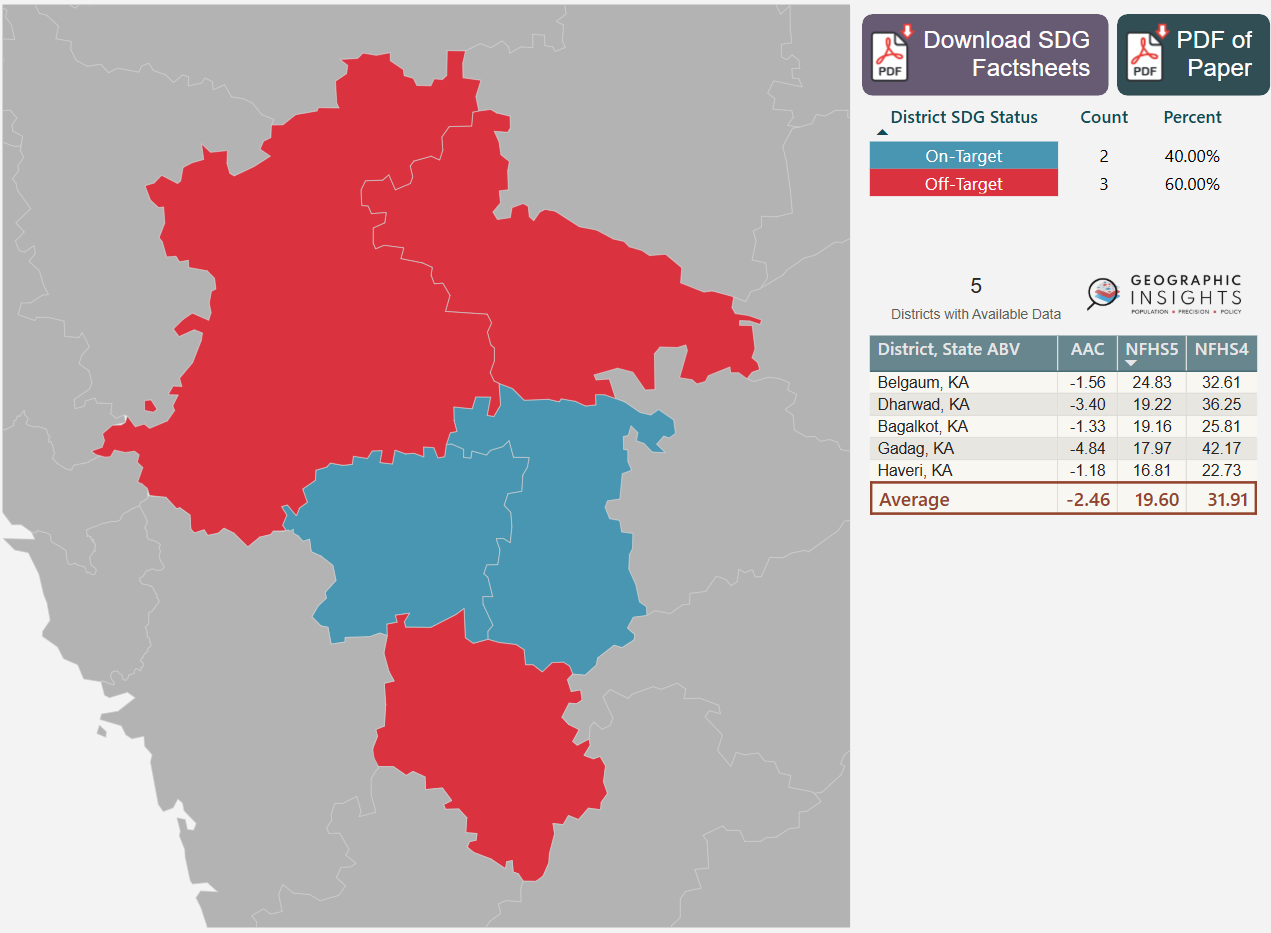 PDF
Download SDG
Factsheets
PDF
PDF of
Paper
District SDG Status Count Percent
On-Target 2 40.00%
Off-Target 3 60.00%
5
Districts with Available Data
GEOGRAPHIC
INSIGHTS
POPULATION • PRECISION • POLICY
District, State ABV AAC NFHS5 NFHS4
Belgaum, KA -1.56 24.83 32.61
Dharwad, KA -3.40 19.22 36.25
Bagalkot, KA -1.33 19.16 25.81
Gadag, KA -4.84 17.97 42.17
Haveri, KA -1.18 16.81 22.73
Average -2.46 19.60 31.91